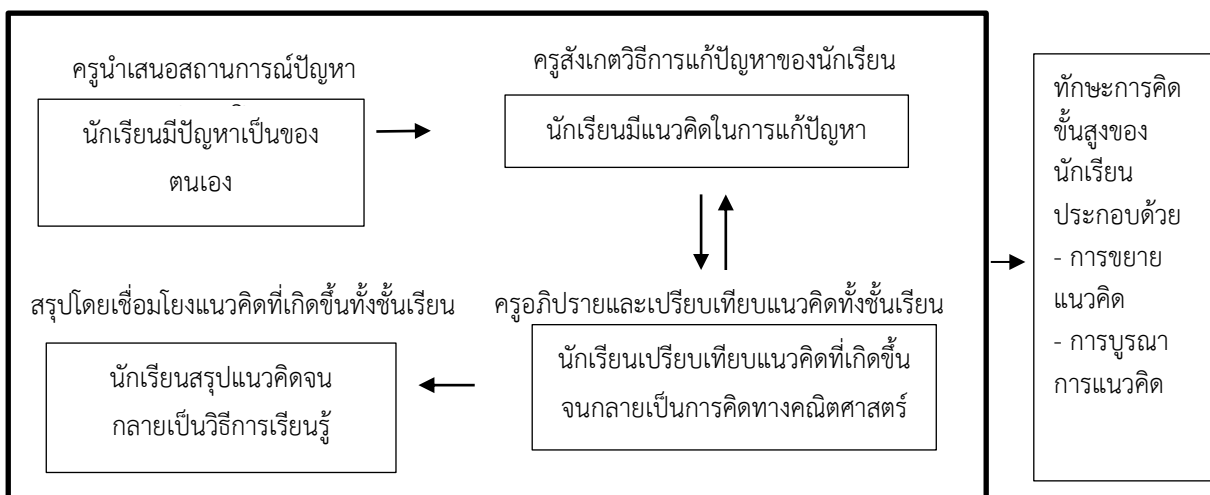 ครูนำเสนอสถานการณ์ปัญหา
นักเรียนมีปัญหาเป็นของ
ตนเอง
ครูสังเกตวิธีการแก้ปัญหาของนักเรียน
นักเรียนมีแนวคิดในการแก้ปัญหา
ครูอภิปรายและเปรียบเทียบแนวคิดทั้งชั้นเรียน
นักเรียนเปรียบเทียบแนวคิดที่เกิดขึ้น
จนกลายเป็นการคิดทางคณิตศาสตร์
สรุปโดยเชื่อมโยงแนวคิดที่เกิดขึ้นทั้งชั้นเรียน
นักเรียนสรุปแนวคิดจน
กลายเป็นวิธีการเรียนรู้
ทักษะการคิด
ขั้นสูงของ
นักเรียน
ประกอบด้วย
- การขยาย
แนวคิด
- การบูรณา
การแนวคิด